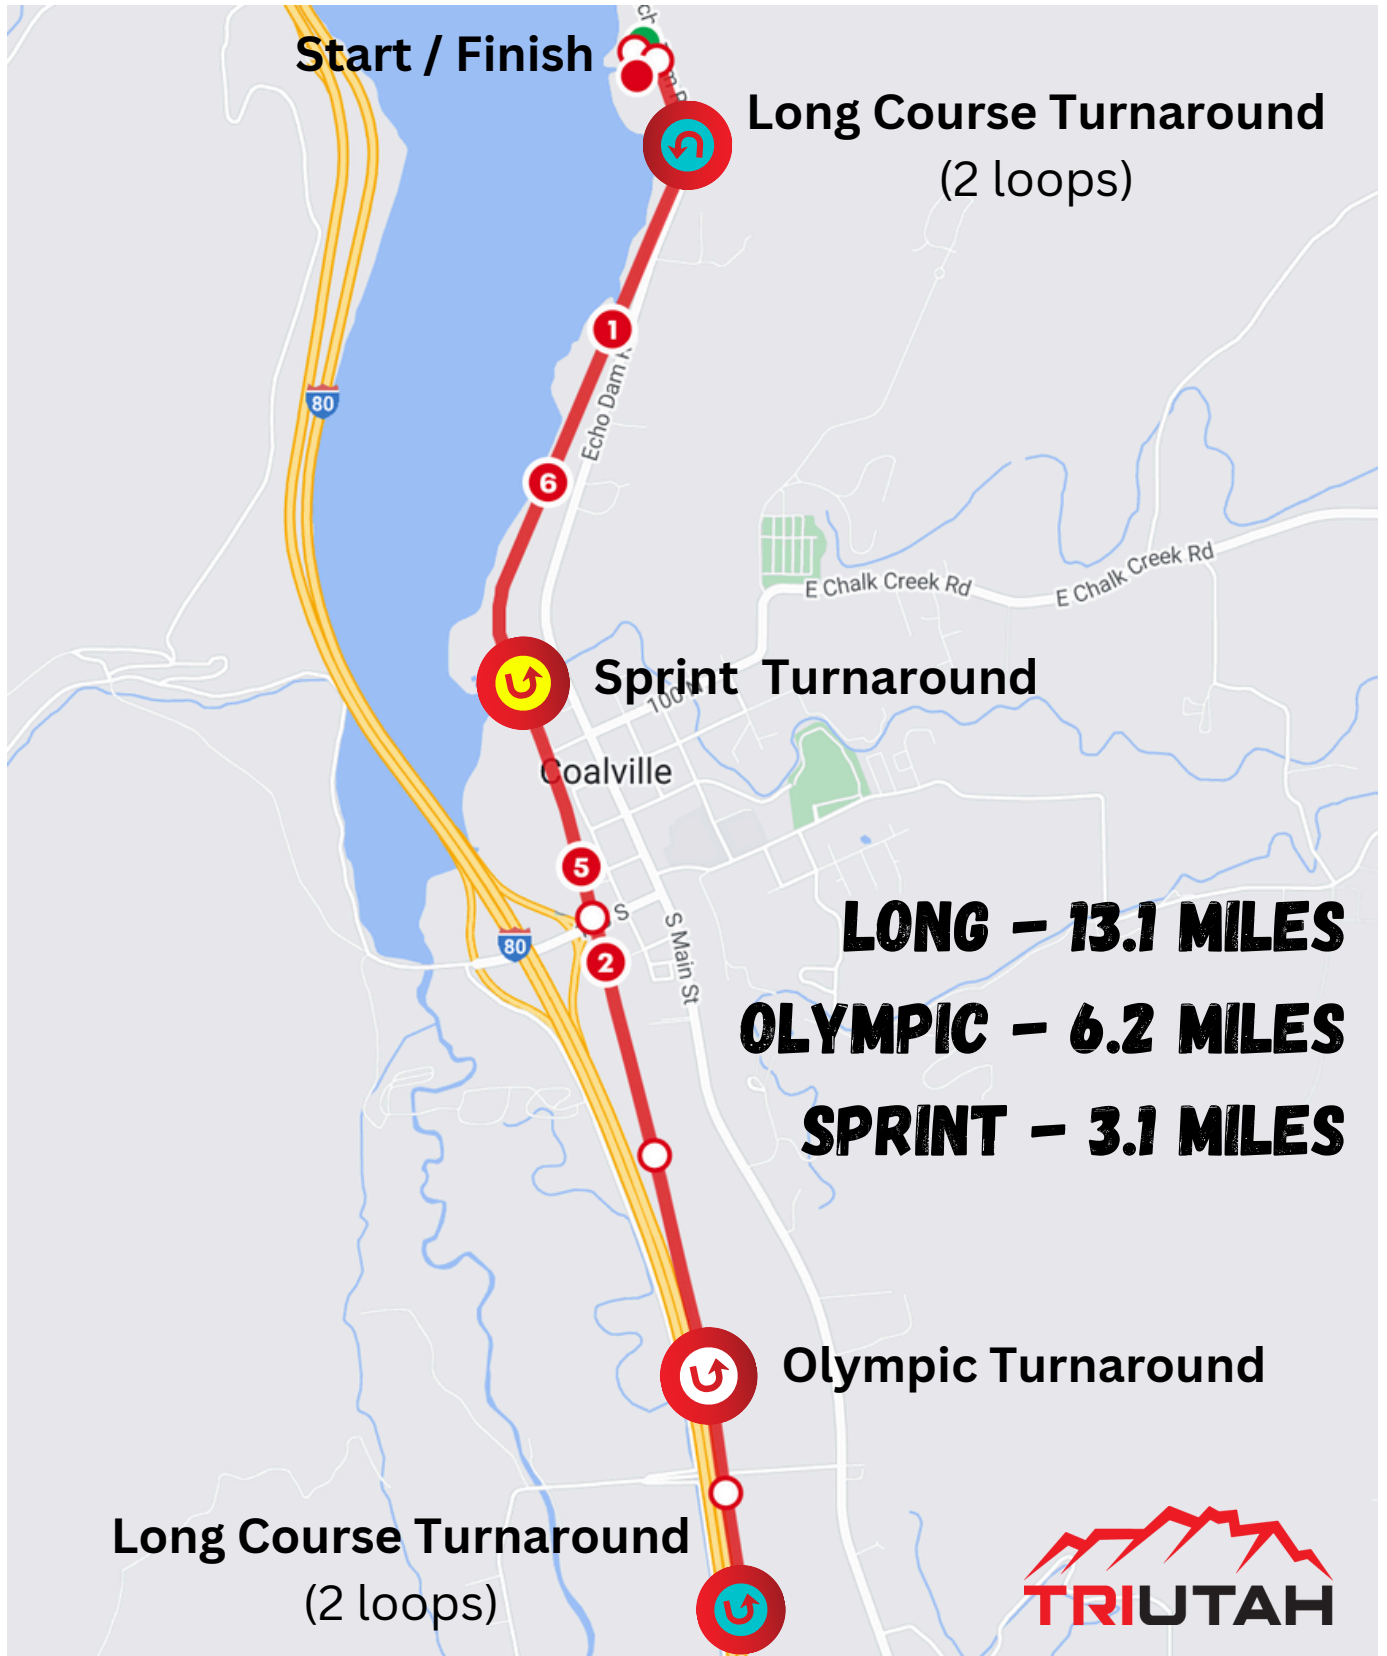 Start / Finish
Long Course Turnaround
(2 loops)
1
Echo Dam
80
6
E Chalk Creek Rd
E Chalk Creek Rd
Sprint Turnaround
100 N
Coalville
5
S
80
2
S Main St
LONG – 13.1 MILES
OLYMPIC – 6.2 MILES
SPRINT – 3.1 MILES
Olympic Turnaround
Long Course Turnaround
(2 loops)
TRIUTAH